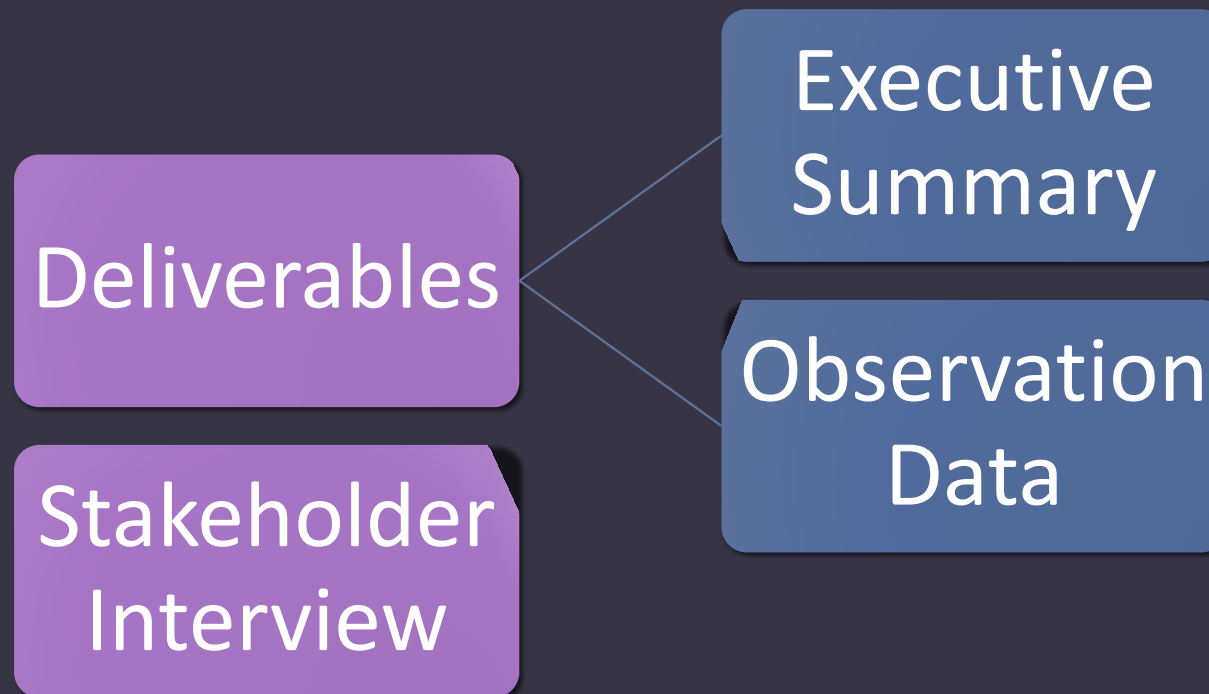 Deliverables
Executive
Summary
Observation
Data
Stakeholder
Interview